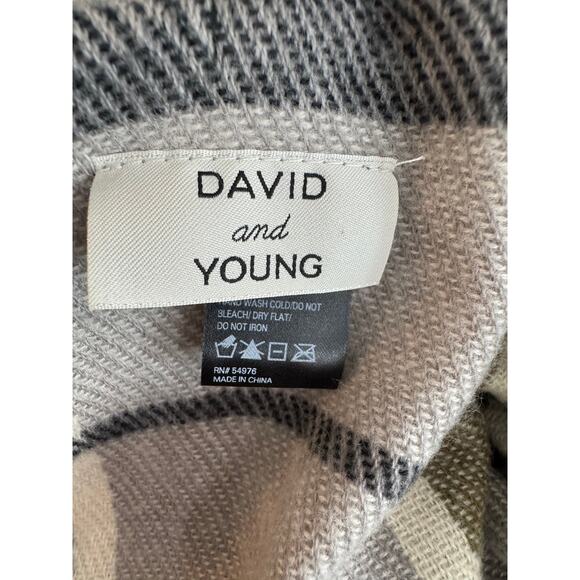 DAVID
and
YOUNG
HAND WASH COLD/DO NOT
BLEACH/ DRY FLAT/
DO NOT IRON
RN# 54976
MADE IN CHINA